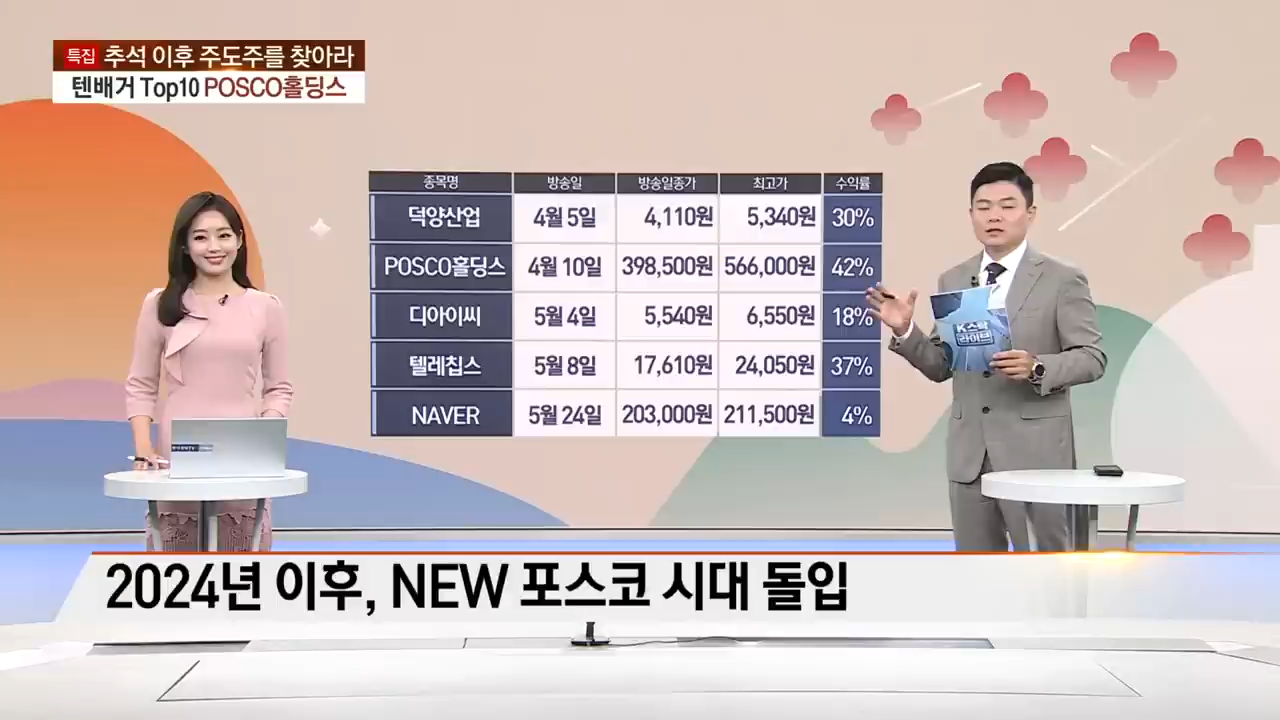 특집 추석 이후 주도주를 찾아라
텐배거 Top10 POSCO홀딩스
종목명 방송일 방송일종가 최고가 수익률
덕양산업 4월 5일 4,110원 5,340원 30%
POSCO홀딩스 4월 10일 398,500원 566,000원 42%
디아이씨 5월 4일 5,540원 6,550원 18%
텔레칩스 5월 8일 17,610원 24,050원 37%
NAVER 5월 24일 203,000원 211,500원 4%
K스탁
라이브
2024년 이후, NEW 포스코 시대 돌입